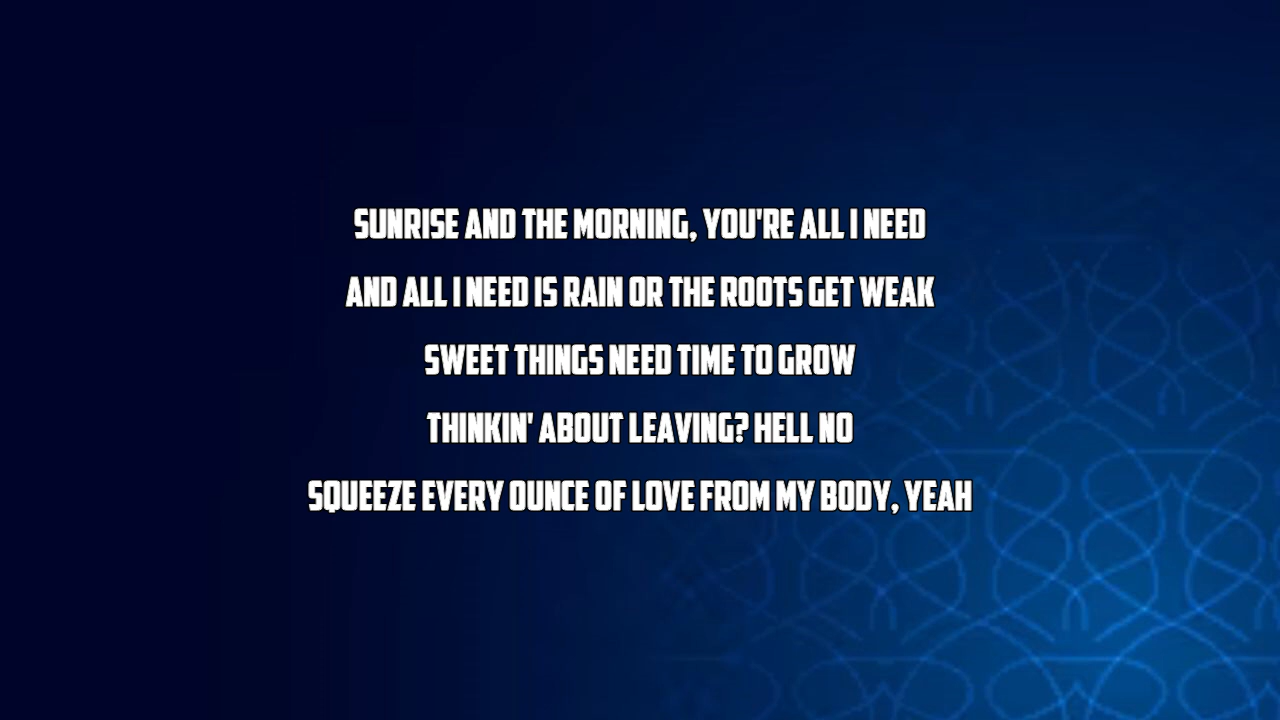 SUNRISE AND THE MORNING, YOU'RE ALL I NEED
AND ALL I NEED IS RAIN OR THE ROOTS GET WEAK
SWEET THINGS NEED TIME TO GROW
THINKIN' ABOUT LEAVING? HELL NO
SQUEEZE EVERY OUNCE OF LOVE FROM MY BODY, YEAH